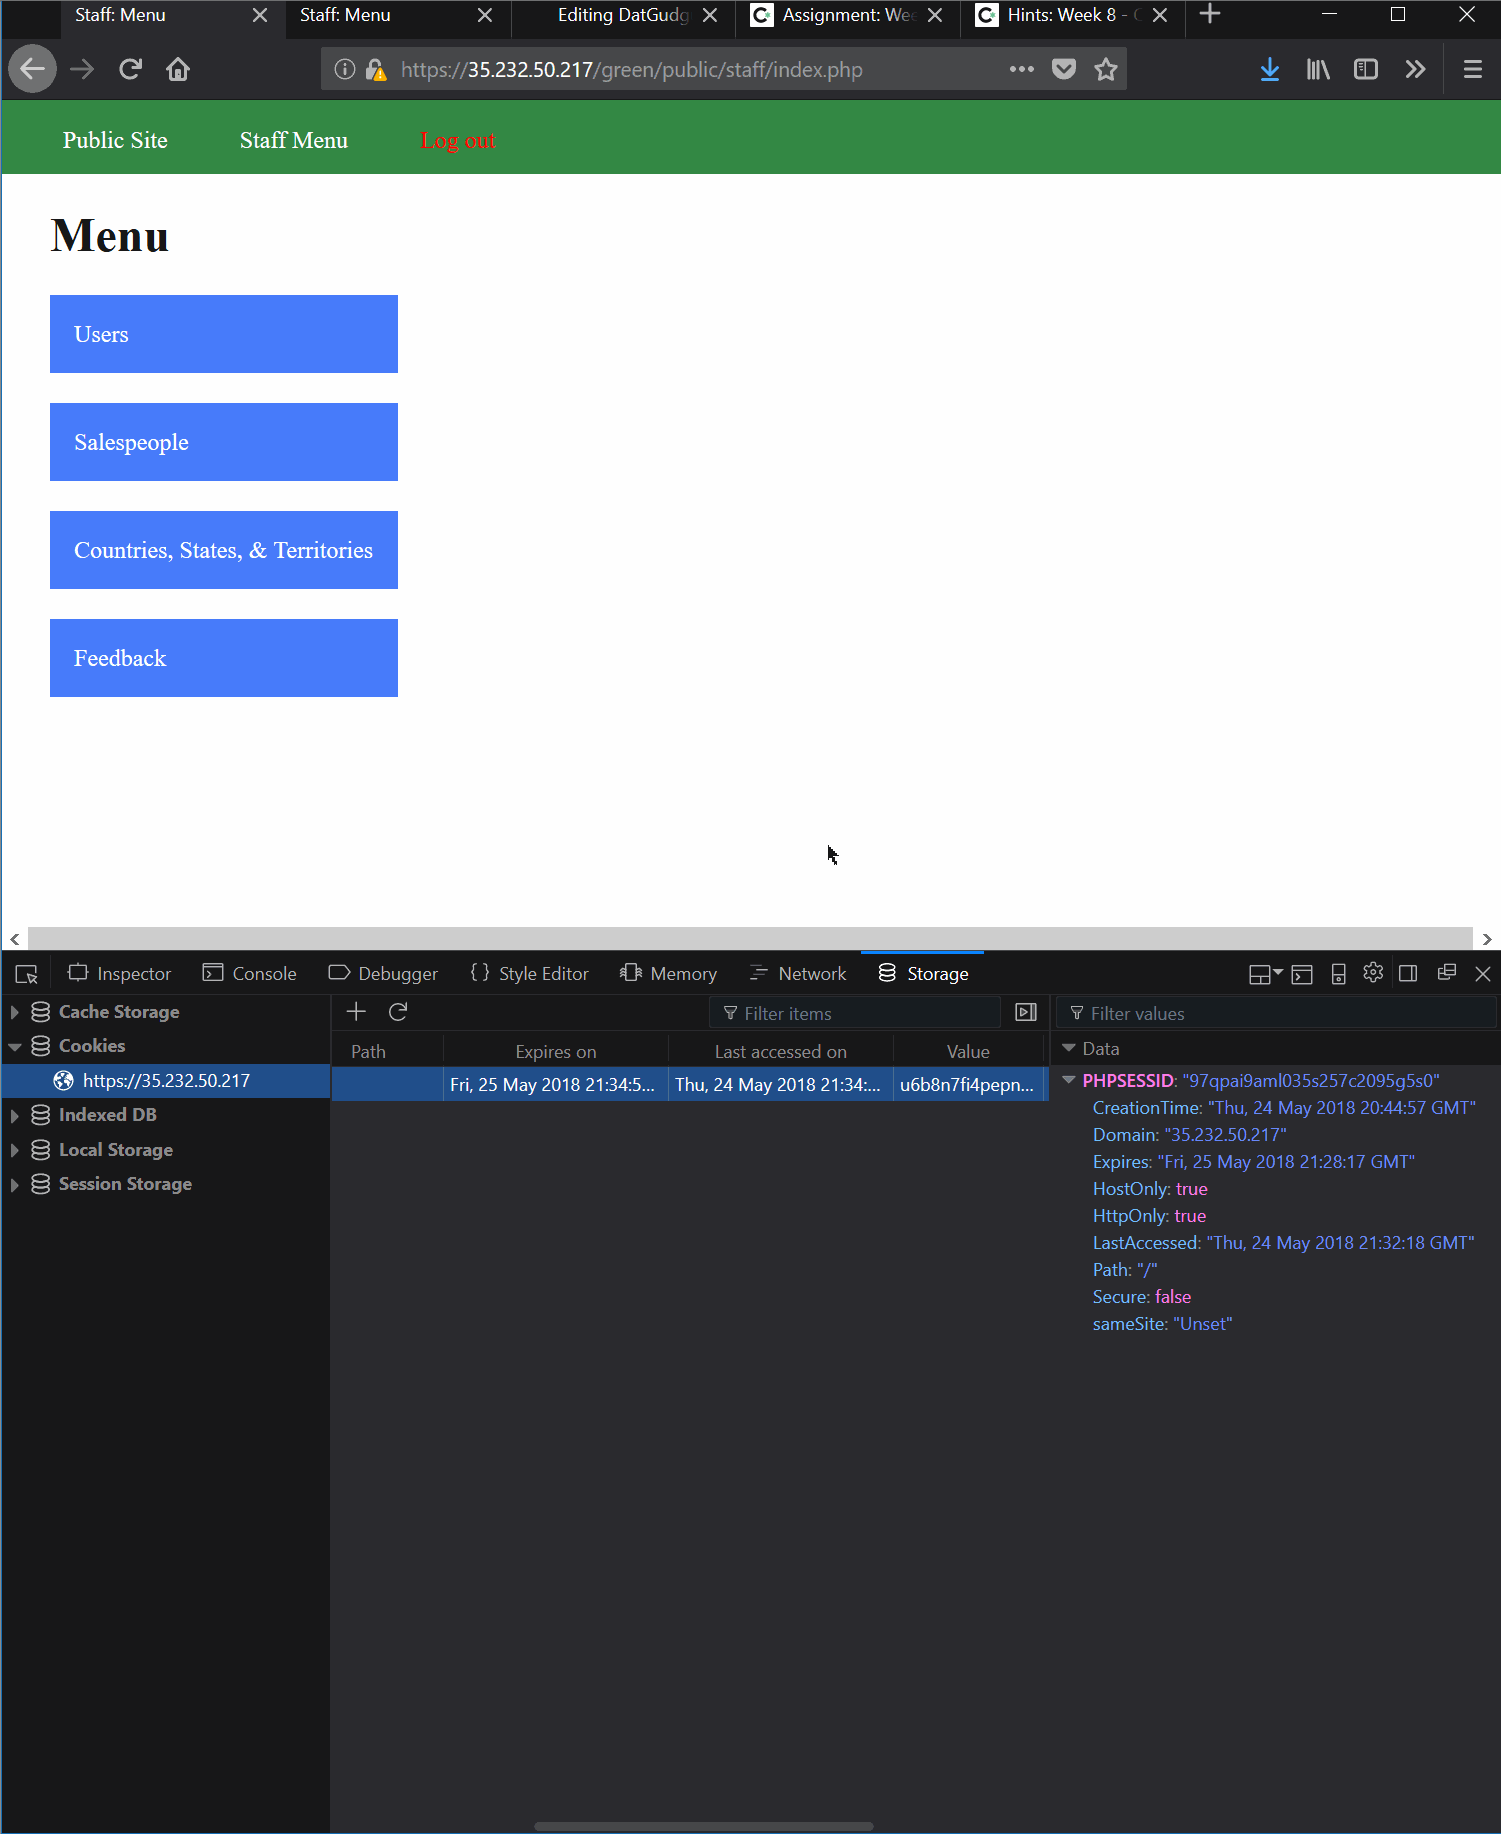 Staff: Menu
Staff: Menu
Editing DatGudg
Assignment: Wee
Hints: Week 8 - C
https://35.232.50.217/green/public/staff/index.php
Public Site Staff Menu Log out
Menu
Users
Salespeople
Countries, States, & Territories
Feedback
Inspector Console Debugger Style Editor Memory Network Storage
Cache Storage
Cookies
https://35.232.50.217
Indexed DB
Local Storage
Session Storage
Filter items
Path Expires on Last accessed on Value
Fri, 25 May 2018 21:34:5... Thu, 24 May 2018 21:34:... u6b8n7fi4pepn...
Filter values
Data
PHPSESSID: "97qpai9aml035s257c2095g5s0"
CreationTime: "Thu, 24 May 2018 20:44:57 GMT"
Domain: "35.232.50.217"
Expires: "Fri, 25 May 2018 21:28:17 GMT"
HostOnly: true
HttpOnly: true
LastAccessed: "Thu, 24 May 2018 21:32:18 GMT"
Path: "/"
Secure: false
sameSite: "Unset"